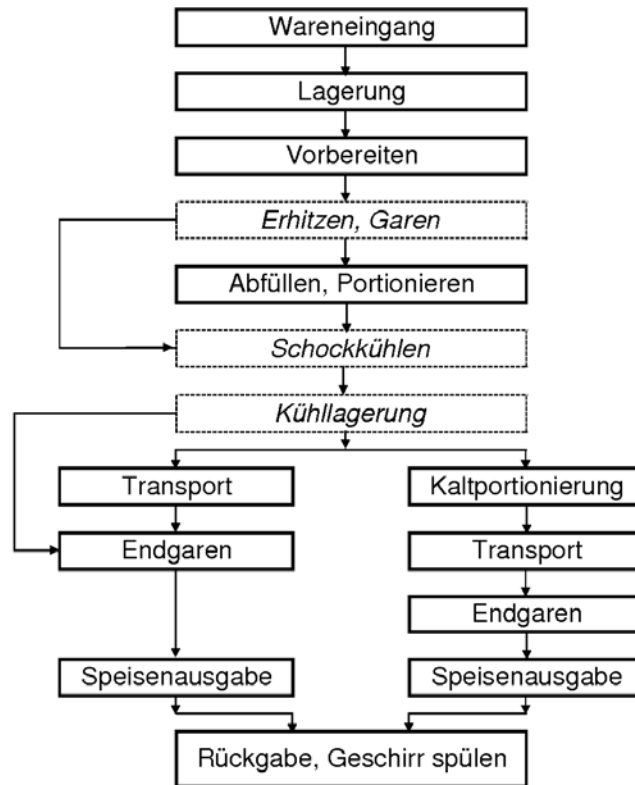 Wareneingang
Lagerung
Vorbereiten
Erhitzen, Garen
Abfüllen, Portionieren
Schockkühlen
Kühllagerung
Transport
Endgaren
Speisenausgabe
Kaltportionierung
Transport
Endgaren
Speisenausgabe
Rückgabe, Geschirr spülen